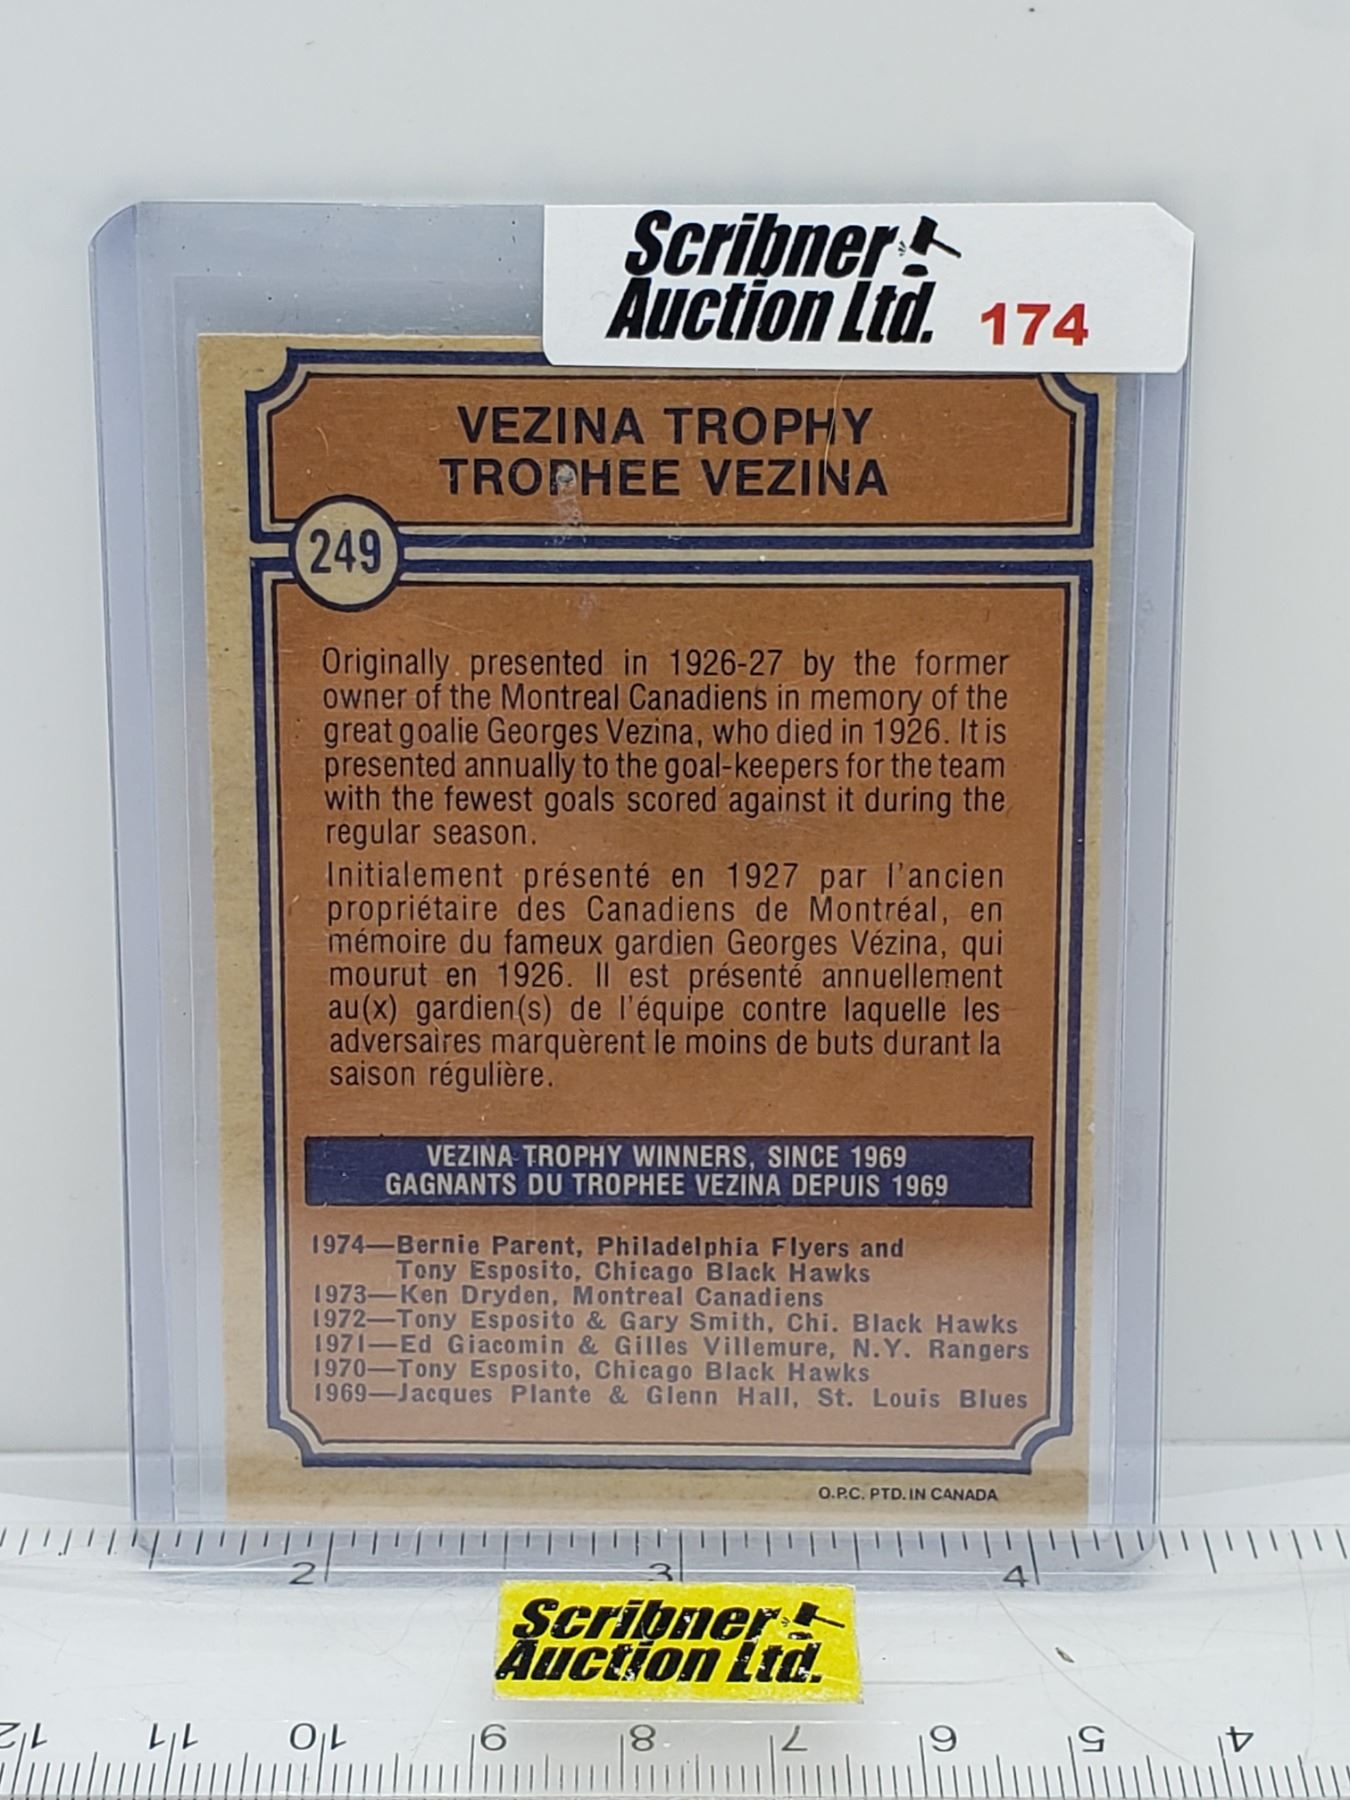 Scribner
Auction Ltd. 174
VEZINA TROPHY
TROPHEE VEZINA
249
Originally presented in 1926-27 by the former
owner of the Montreal Canadiens in memory of the
great goalie Georges Vezina, who died in 1926. It is
presented annually to the goal-keepers for the team
with the fewest goals scored against it during the
regular season.
Initialement présenté en 1927 par l'ancien
propriétaire des Canadiens de Montréal, en
mémoire du fameux gardien Georges Vézina, qui
mourut en 1926. Il est présenté annuellement
au(x) gardien(s) de l'équipe contre laquelle les
adversaires marquèrent le moins de buts durant la
saison régulière.
VEZINA TROPHY WINNERS, SINCE 1969
GAGNANTS DU TROPHEE VEZINA DEPUIS 1969
1974—Bernie Parent, Philadelphia Flyers and
Tony Esposito, Chicago Black Hawks
1973—Ken Dryden, Montreal Canadiens
1972—Tony Esposito & Gary Smith, Chi. Black Hawks
1971—Ed Giacomin & Gilles Villemure, N.Y. Rangers
1970—Tony Esposito, Chicago Black Hawks
1969—Jacques Plante & Glenn Hall, St. Louis Blues
O.P.C. PTD. IN CANADA
2 3 4
Scribner
Auction Ltd.
12 11 10 9 8 7 6 5 4